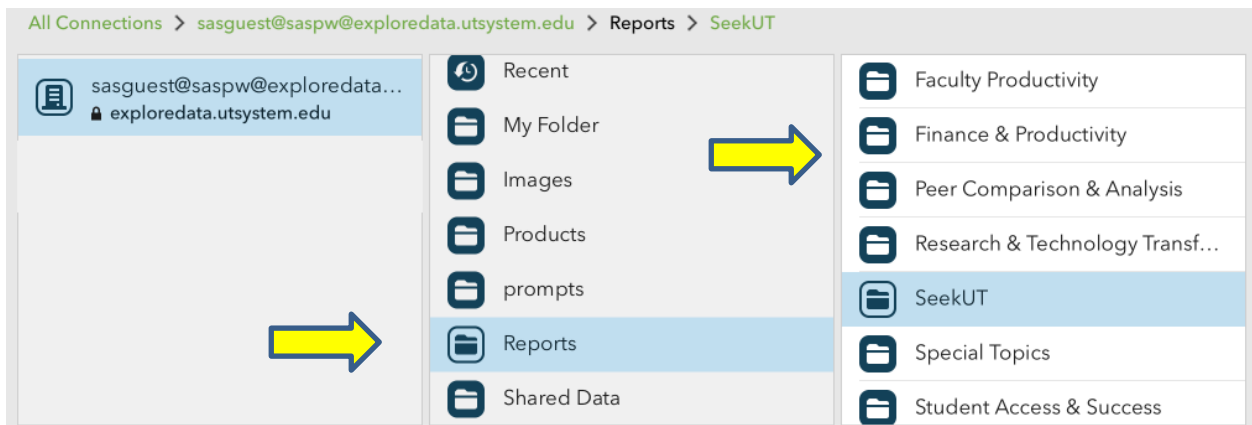 All Connections > sasguest@saspw@exploredata.utsystem.edu > Reports > SeekUT
sasguest@saspw@exploredata...
exploredata.utsystem.edu
Recent
My Folder
Images
Products
prompts
Reports
Shared Data
Faculty Productivity
Finance & Productivity
Peer Comparison & Analysis
Research & Technology Transf...
SeekUT
Special Topics
Student Access & Success